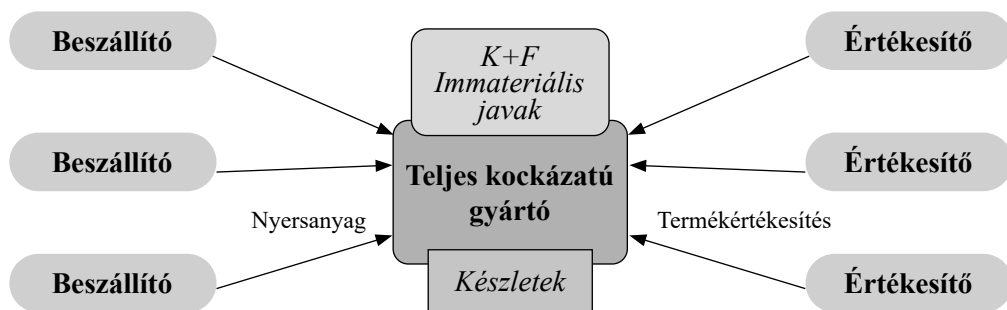 Beszállító
K+F
Immateriális
javak
Értékesítő
Beszállító
Teljes kockázatú
gyártó
Értékesítő
Nyersanyag
Termékértékesítés
Beszállító
Készletek
Értékesítő